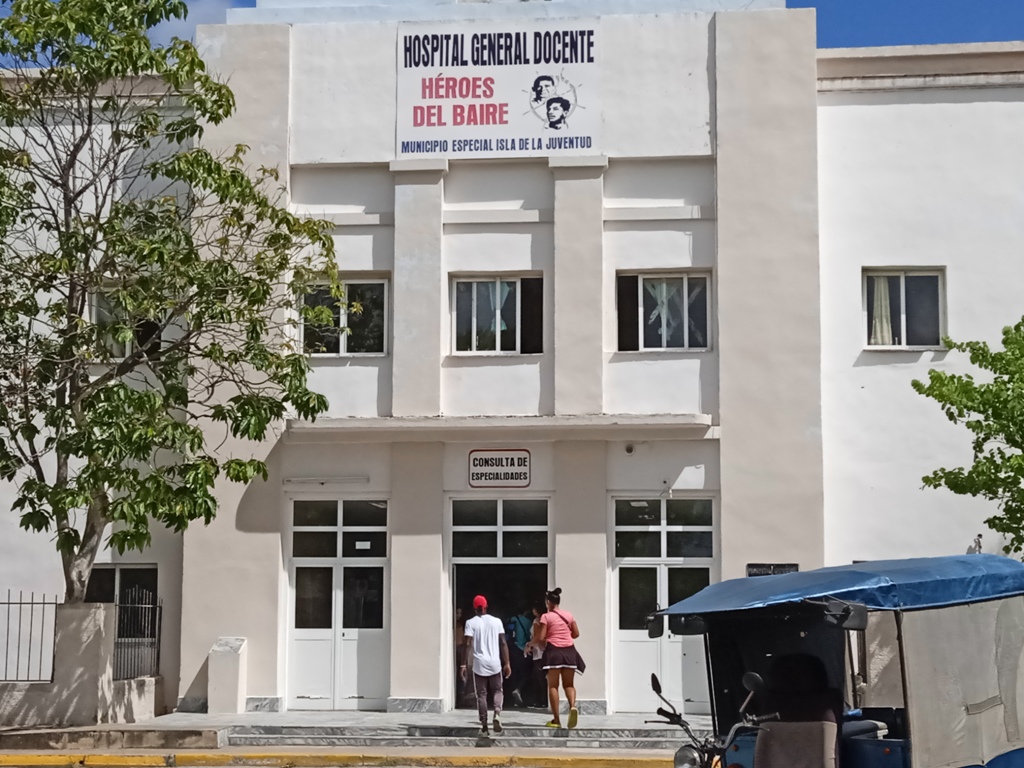 HOSPITAL GENERAL DOCENTE
HÉROES
DEL BAIRE
MUNICIPIO ESPECIAL ISLA DE LA JUVENTUD
CONSULTA DE
ESPECIALIDADES